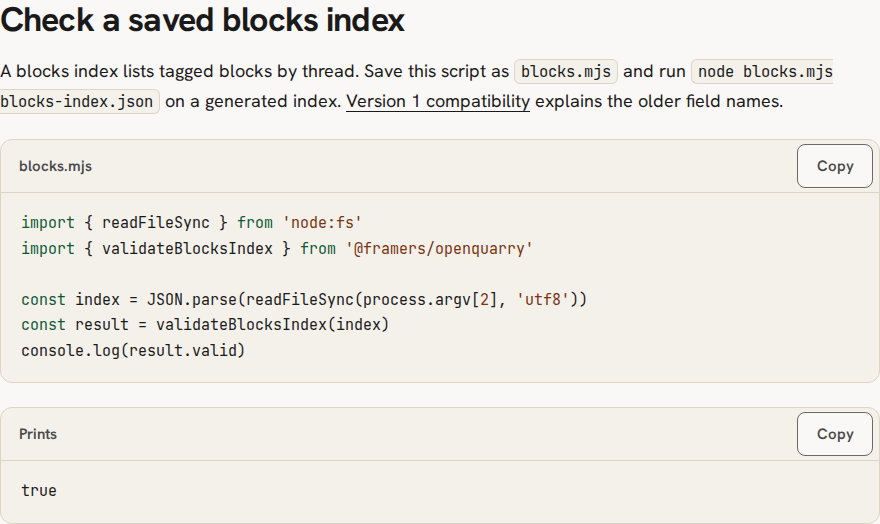 Check a saved blocks index
A blocks index lists tagged blocks by thread. Save this script as blocks.mjs and run node blocks.mjs
blocks-index.json on a generated index. Version 1 compatibility explains the older field names.
blocks.mjs
Copy
import { readFileSync } from 'node:fs'
import { validateBlocksIndex } from '@framers/openquarry'
const index = JSON.parse(readFileSync(process.argv[2], 'utf8'))
const result = validateBlocksIndex(index)
console.log(result.valid)
Prints
Copy
true